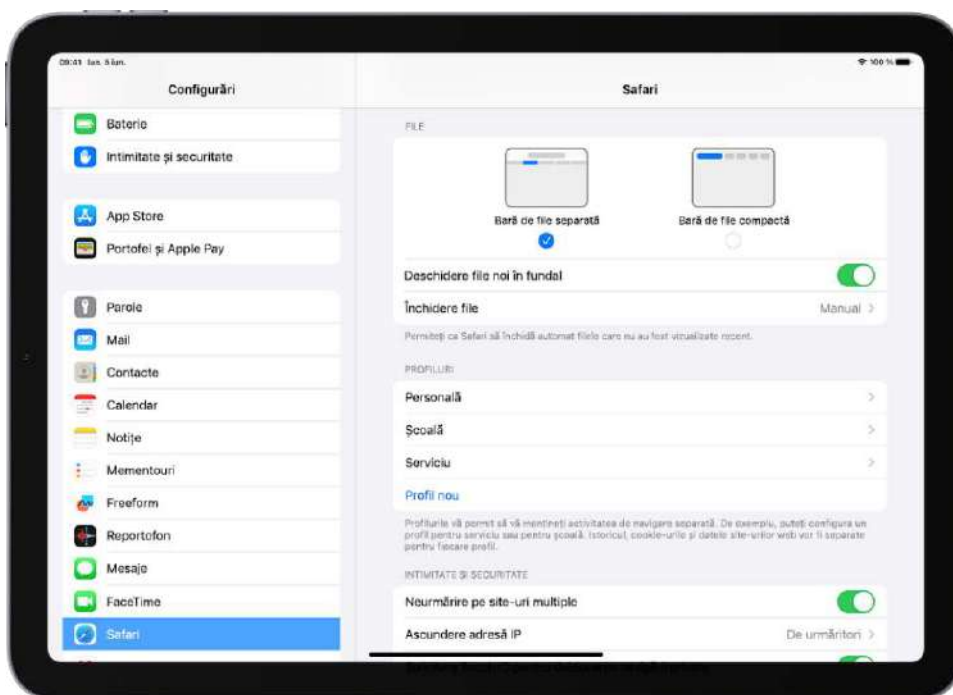 09:41 lun. 5 iun.
100 %
Configurări
Safari
Baterie
Intimitate și securitate
App Store
Portofel și Apple Pay
Parole
Mail
Contacte
Calendar
Notițe
Mementouri
Freeform
Reportofon
Mesaje
FaceTime
Safari
FILE
Bară de file separată
Bară de file compactă
Deschidere file noi în fundal
Închidere file
Manual
Permiteți ca Safari să închidă automat filele care nu au fost vizualizate recent.
PROFILURI
Personală
Școală
Serviciu
Profil nou
Profilurile vă permit să vă mențineți activitatea de navigare separată. De exemplu, puteți configura un
profil pentru serviciu sau pentru școală. Istoricul, cookie-urile și datele site-urilor web vor fi separate
pentru fiecare profil.
INTIMITATE ȘI SECURITATE
Neurmărire pe site-uri multiple
Ascundere adresă IP
De urmăritori